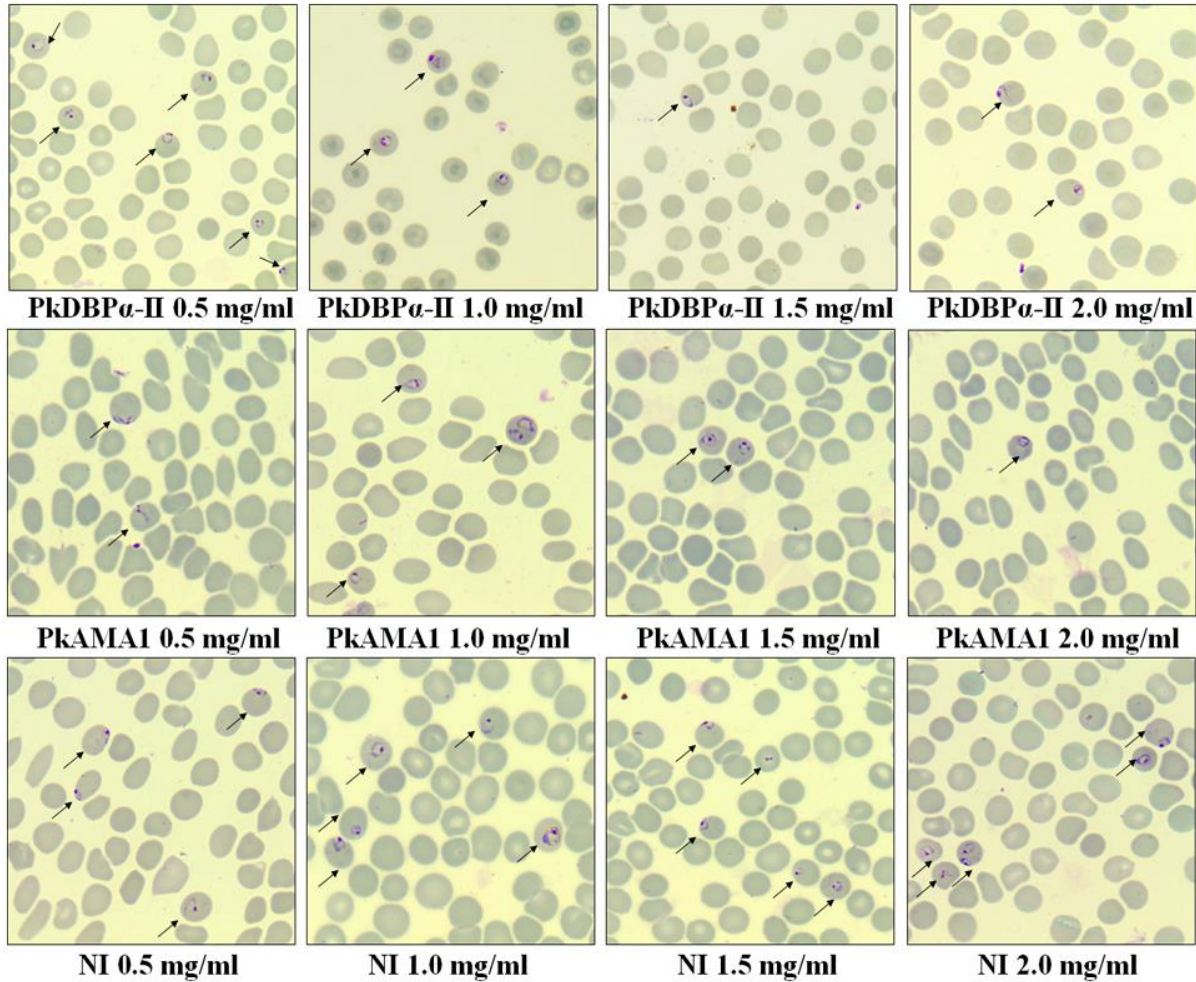 PkDBPα-II 0.5 mg/ml
PkDBPα-II 1.0 mg/ml
PkDBPα-II 1.5 mg/ml
PkDBPα-II 2.0 mg/ml
PkAMA1 0.5 mg/ml
PkAMA1 1.0 mg/ml
PkAMA1 1.5 mg/ml
PkAMA1 2.0 mg/ml
NI 0.5 mg/ml
NI 1.0 mg/ml
NI 1.5 mg/ml
NI 2.0 mg/ml